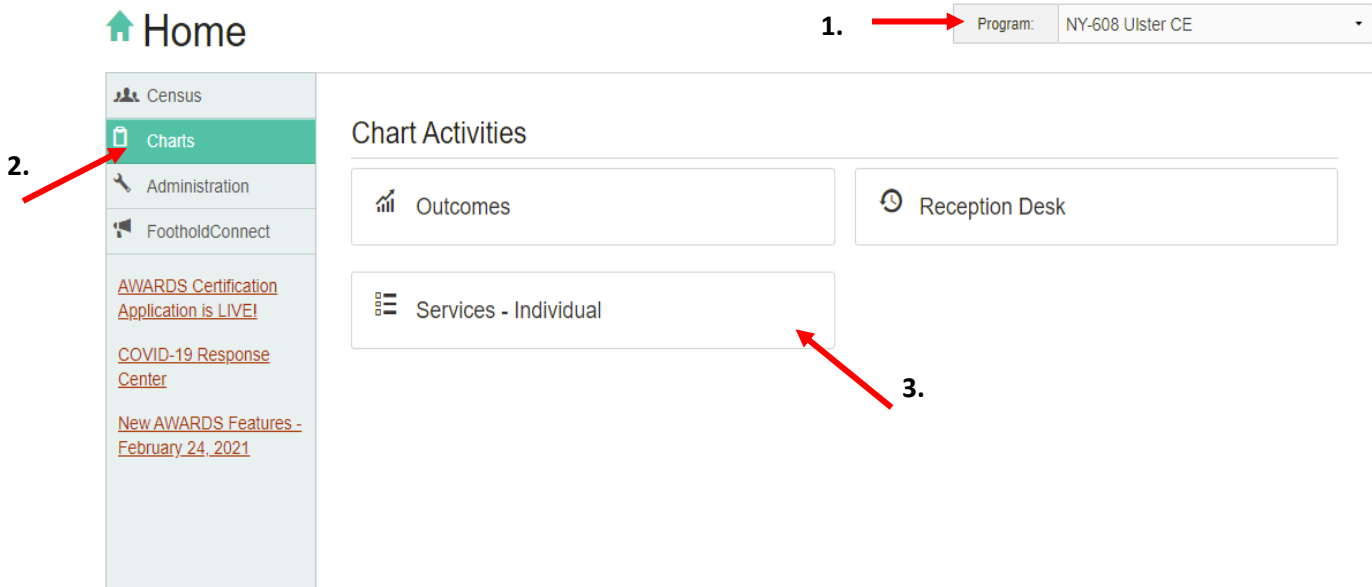 Home
1.
Program:
NY-608 Ulster CE
Census
Charts
2.
Administration
FootholdConnect
AWARDS Certification
Application is LIVE!
COVID-19 Response
Center
New AWARDS Features -
February 24, 2021
Chart Activities
Outcomes
Reception Desk
Services - Individual
3.